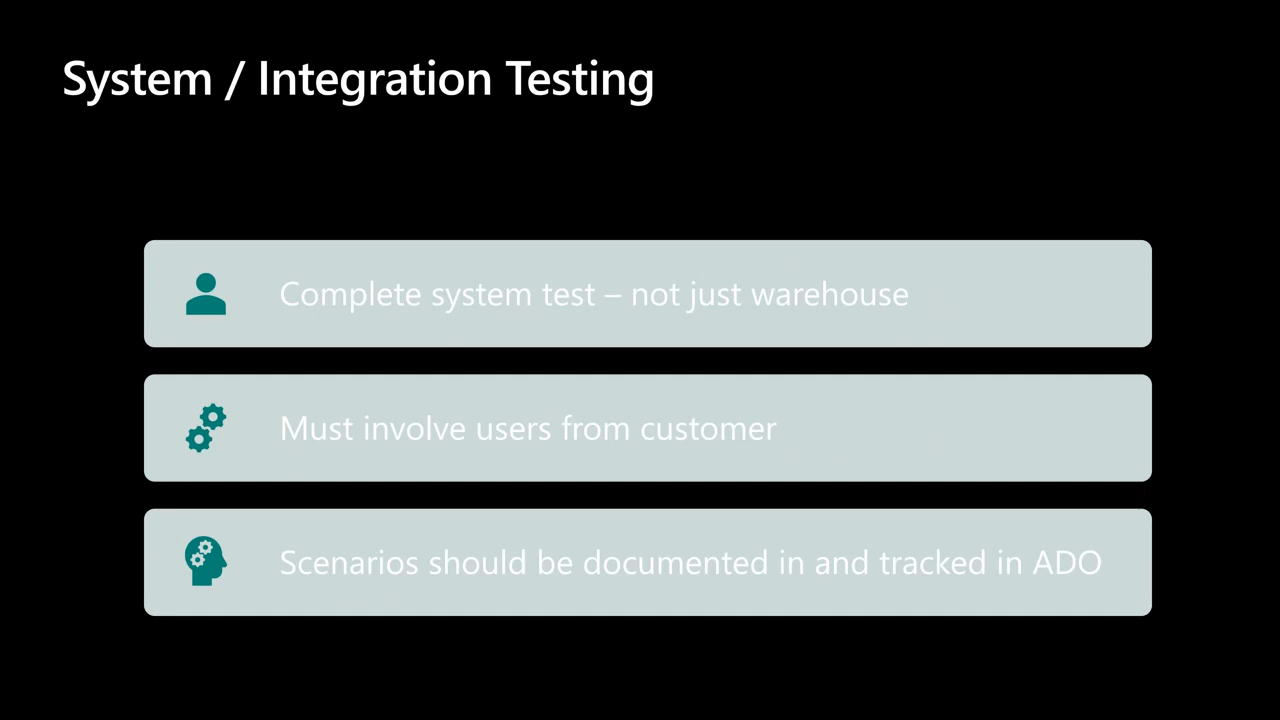 System / Integration Testing
Complete system test – not just warehouse
Must involve users from customer
Scenarios should be documented in and tracked in ADO